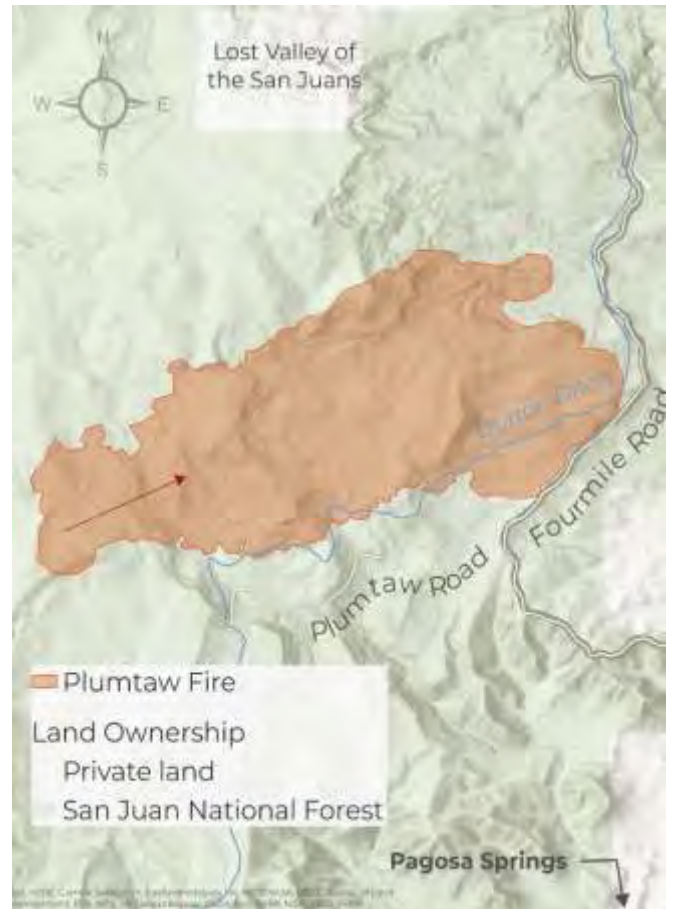 N
Lost Valley of
the San Juans
W
E
S
Fourmile Road
Plumtaw Road
Plumtaw Fire
Land Ownership
Private land
San Juan National Forest
Pagosa Springs